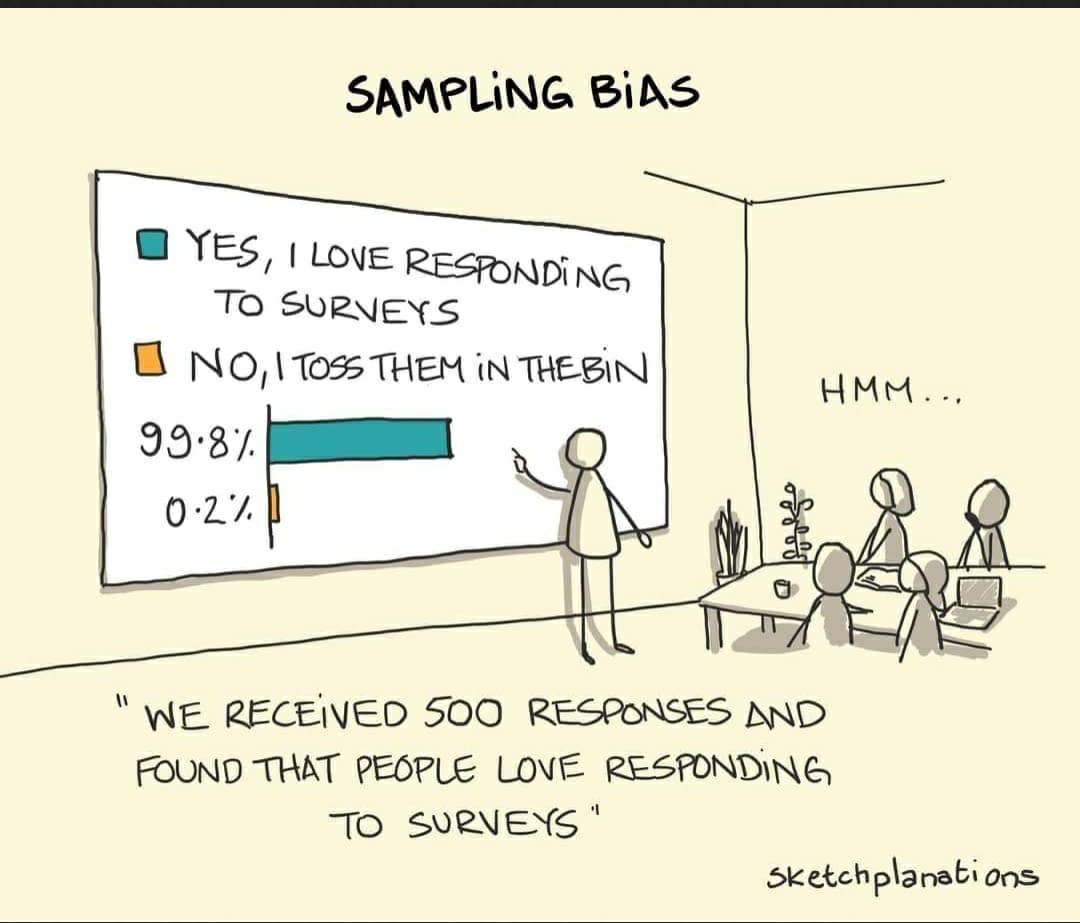 SAMPLING BIAS
YES, I LOVE RESPONDING
TO SURVEYS
NO, I TOSS THEM IN THE BIN
99.8%
0.2%
HMM...
"WE RECEIVED 500 RESPONSES AND
FOUND THAT PEOPLE LOVE RESPONDING
TO SURVEYS"
sketchplanations